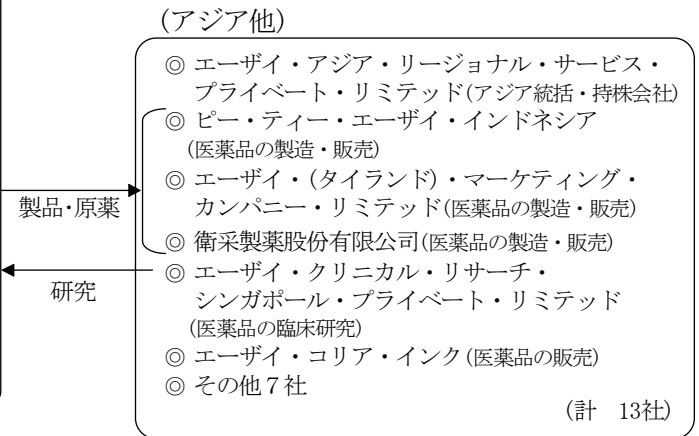 (アジア他)
◎ エーザイ・アジア・リージョナル・サービス・
プライベート・リミテッド(アジア統括・持株会社)
◎ ピー・ティー・エーザイ・インドネシア
(医薬品の製造・販売)
◎ エーザイ・(タイランド)・マーケティング・
カンパニー・リミテッド(医薬品の製造・販売)
製品・原薬
◎ 衛采製薬股份有限公司(医薬品の製造・販売)
◎ エーザイ・クリニカル・リサーチ・
シンガポール・プライベート・リミテッド
(医薬品の臨床研究)
研究
◎ エーザイ・コリア・インク(医薬品の販売)
◎ その他7社
(計 13社)